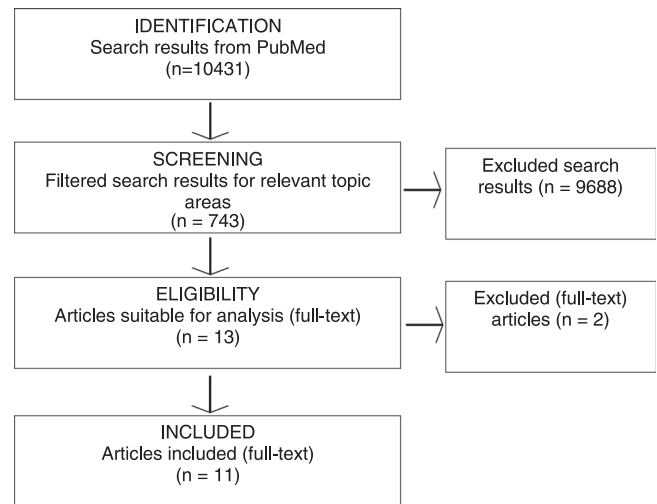 IDENTIFICATION
Search results from PubMed
(n=10431)
SCREENING
Filtered search results for relevant topic
areas
(n = 743)
Excluded search
results (n = 9688)
ELIGIBILITY
Articles suitable for analysis (full-text)
(n = 13)
Excluded (full-text)
articles (n = 2)
INCLUDED
Articles included (full-text)
(n = 11)